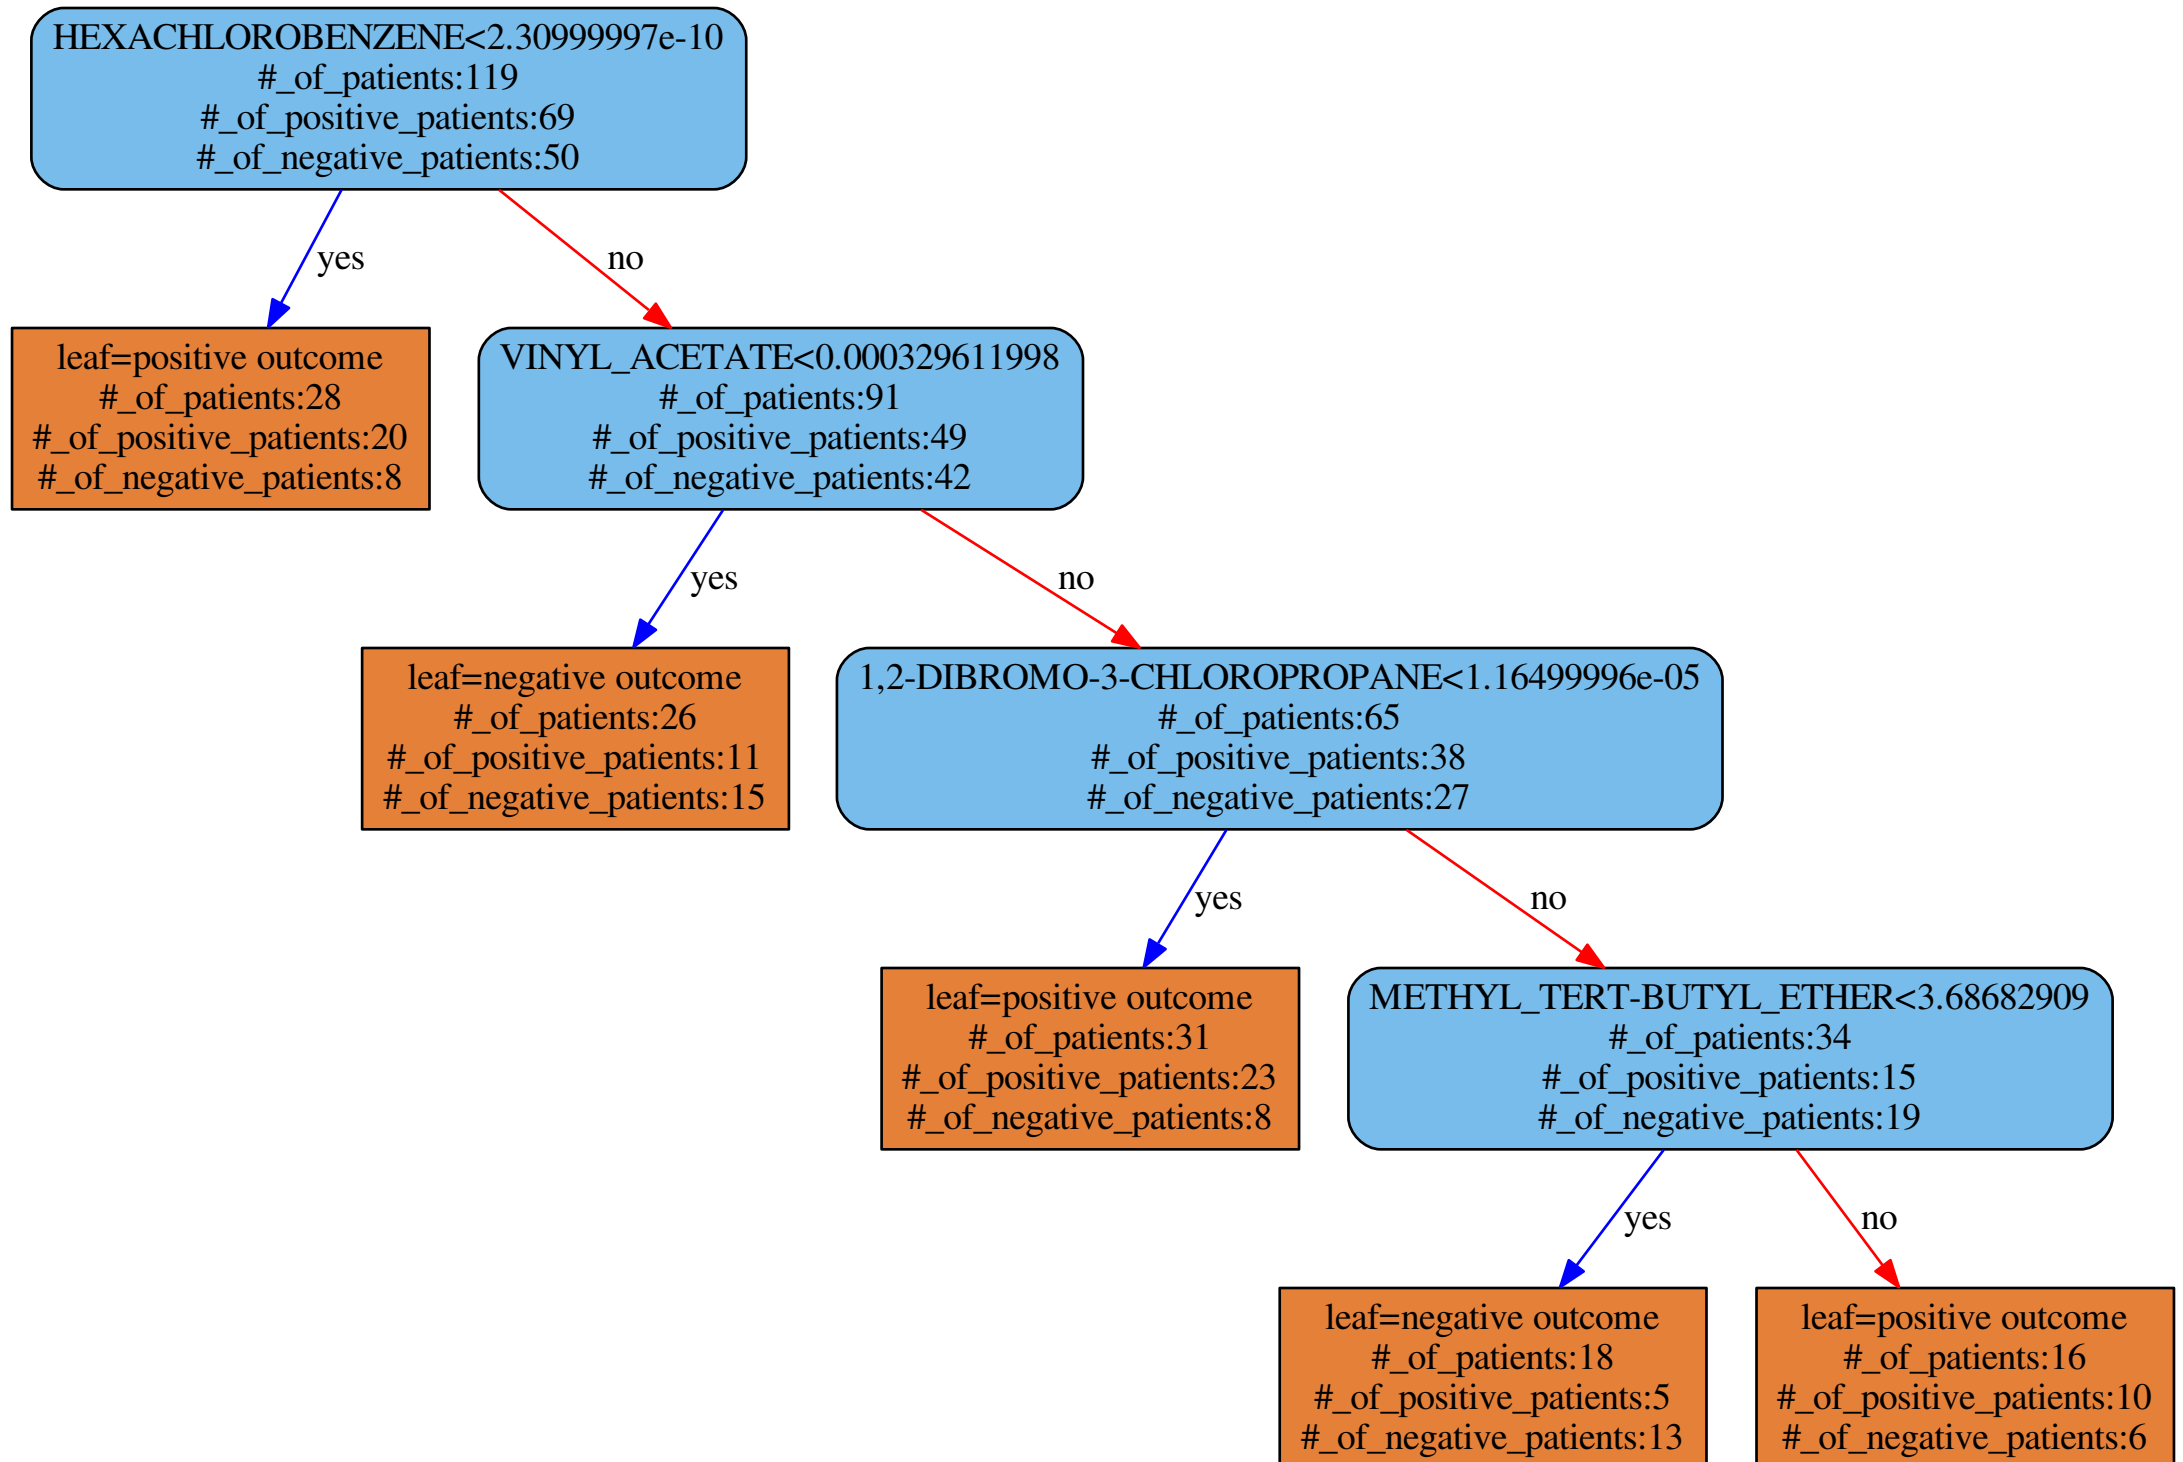 HEXACHLOROBENZENE<2.30999997e-10
#_of_patients:119
#_of_positive_patients:69
#_of_negative_patients:50
yes
no
leaf=positive outcome
#_of_patients:28
#_of_positive_patients:20
#_of_negative_patients:8
VINYL_ACETATE<0.000329611998
#_of_patients:91
#_of_positive_patients:49
#_of_negative_patients:42
yes
no
leaf=negative outcome
#_of_patients:26
#_of_positive_patients:11
#_of_negative_patients:15
1,2-DIBROMO-3-CHLOROPROPANE<1.16499996e-05
#_of_patients:65
#_of_positive_patients:38
#_of_negative_patients:27
yes
no
leaf=positive outcome
#_of_patients:31
#_of_positive_patients:23
#_of_negative_patients:8
METHYL_TERT-BUTYL_ETHER<3.68682909
#_of_patients:34
#_of_positive_patients:15
#_of_negative_patients:19
yes
no
leaf=negative outcome
#_of_patients:18
#_of_positive_patients:5
#_of_negative_patients:13
leaf=positive outcome
#_of_patients:16
#_of_positive_patients:10
#_of_negative_patients:6